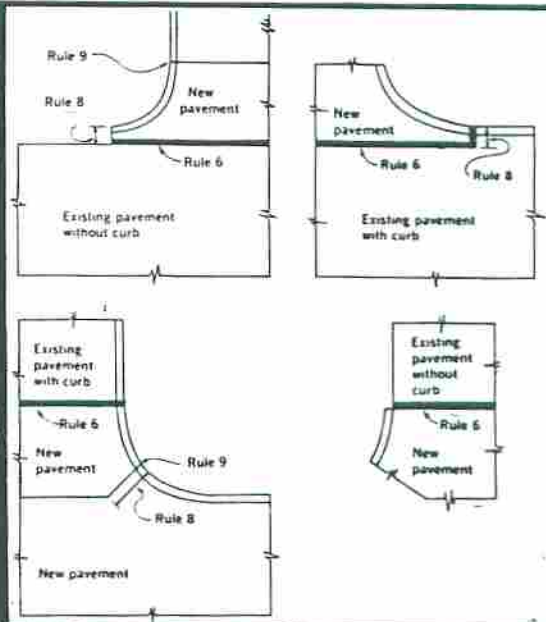 Rule 9
Rule 8
New
pavement
Rule 6
Existing pavement
without curb
New
pavement
Rule 6
Rule 8
Existing pavement
with curb
Existing
pavement
with curb
Rule 6
New
pavement
Rule 9
Rule 8
New pavement
Existing
pavement
without
curb
Rule 6
New
pavement